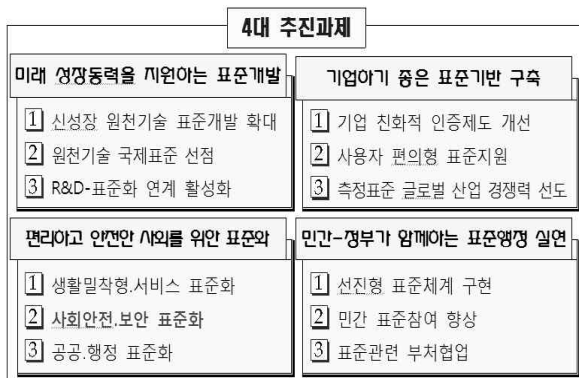 4대 추진과제
미래 성장동력을 지원하는 표준개발
1 신성장 원천기술 표준개발 확대
2 원천기술 국제표준 선점
3 R&D-표준화 연계 활성화
기업하기 좋은 표준기반 구축
1 기업 친화적 인증제도 개선
2 사용자 편의형 표준지원
3 측정표준 글로벌 산업 경쟁력 선도
편리하고 안전한 사회를 위한 표준화
1 생활밀착형.서비스 표준화
2 사회안전.보안 표준화
3 공공.행정 표준화
민간-정부가 함께하는 표준행정 실현
1 선진형 표준체계 구현
2 민간 표준참여 향상
3 표준관련 부처협업